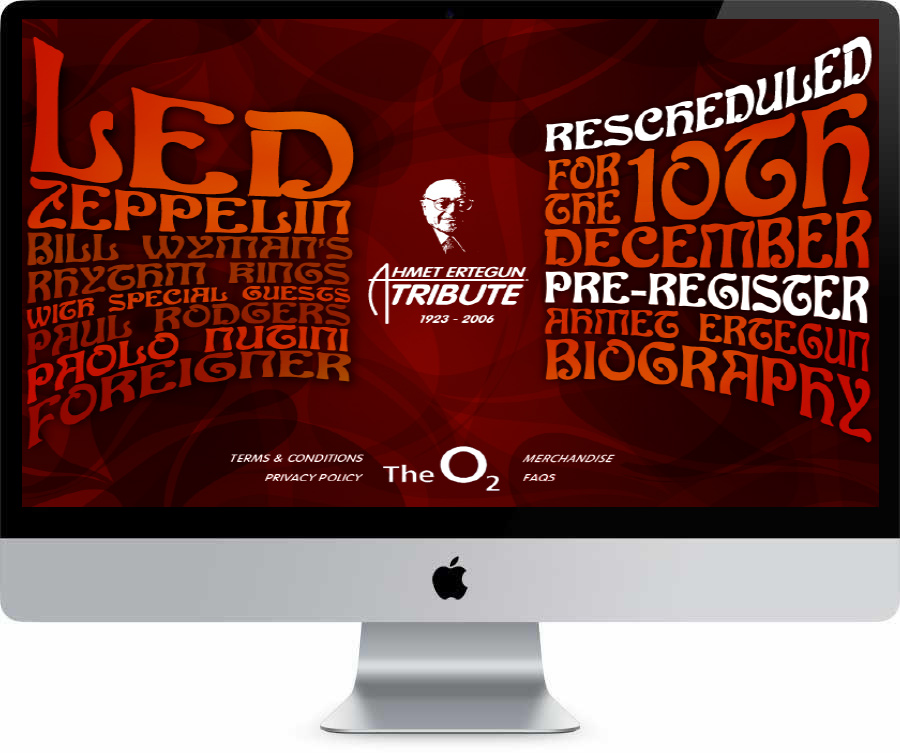 LED
ZEPPELIN
BILL WYMAN'S
RHYTHM KINGS
WITH SPECIAL GUESTS
PAUL RODGERS
PAOLO NUTINI
FOREIGNER
AHMET ERTEGUN
TRIBUTE
1923 - 2006
RESCHEDULED
FOR THE 10TH
DECEMBER
PRE-REGISTER
AHMET ERTEGUN
BIOGRAPHY
TERMS & CONDITIONS
PRIVACY POLICY
The O2
MERCHANDISE
FAQS